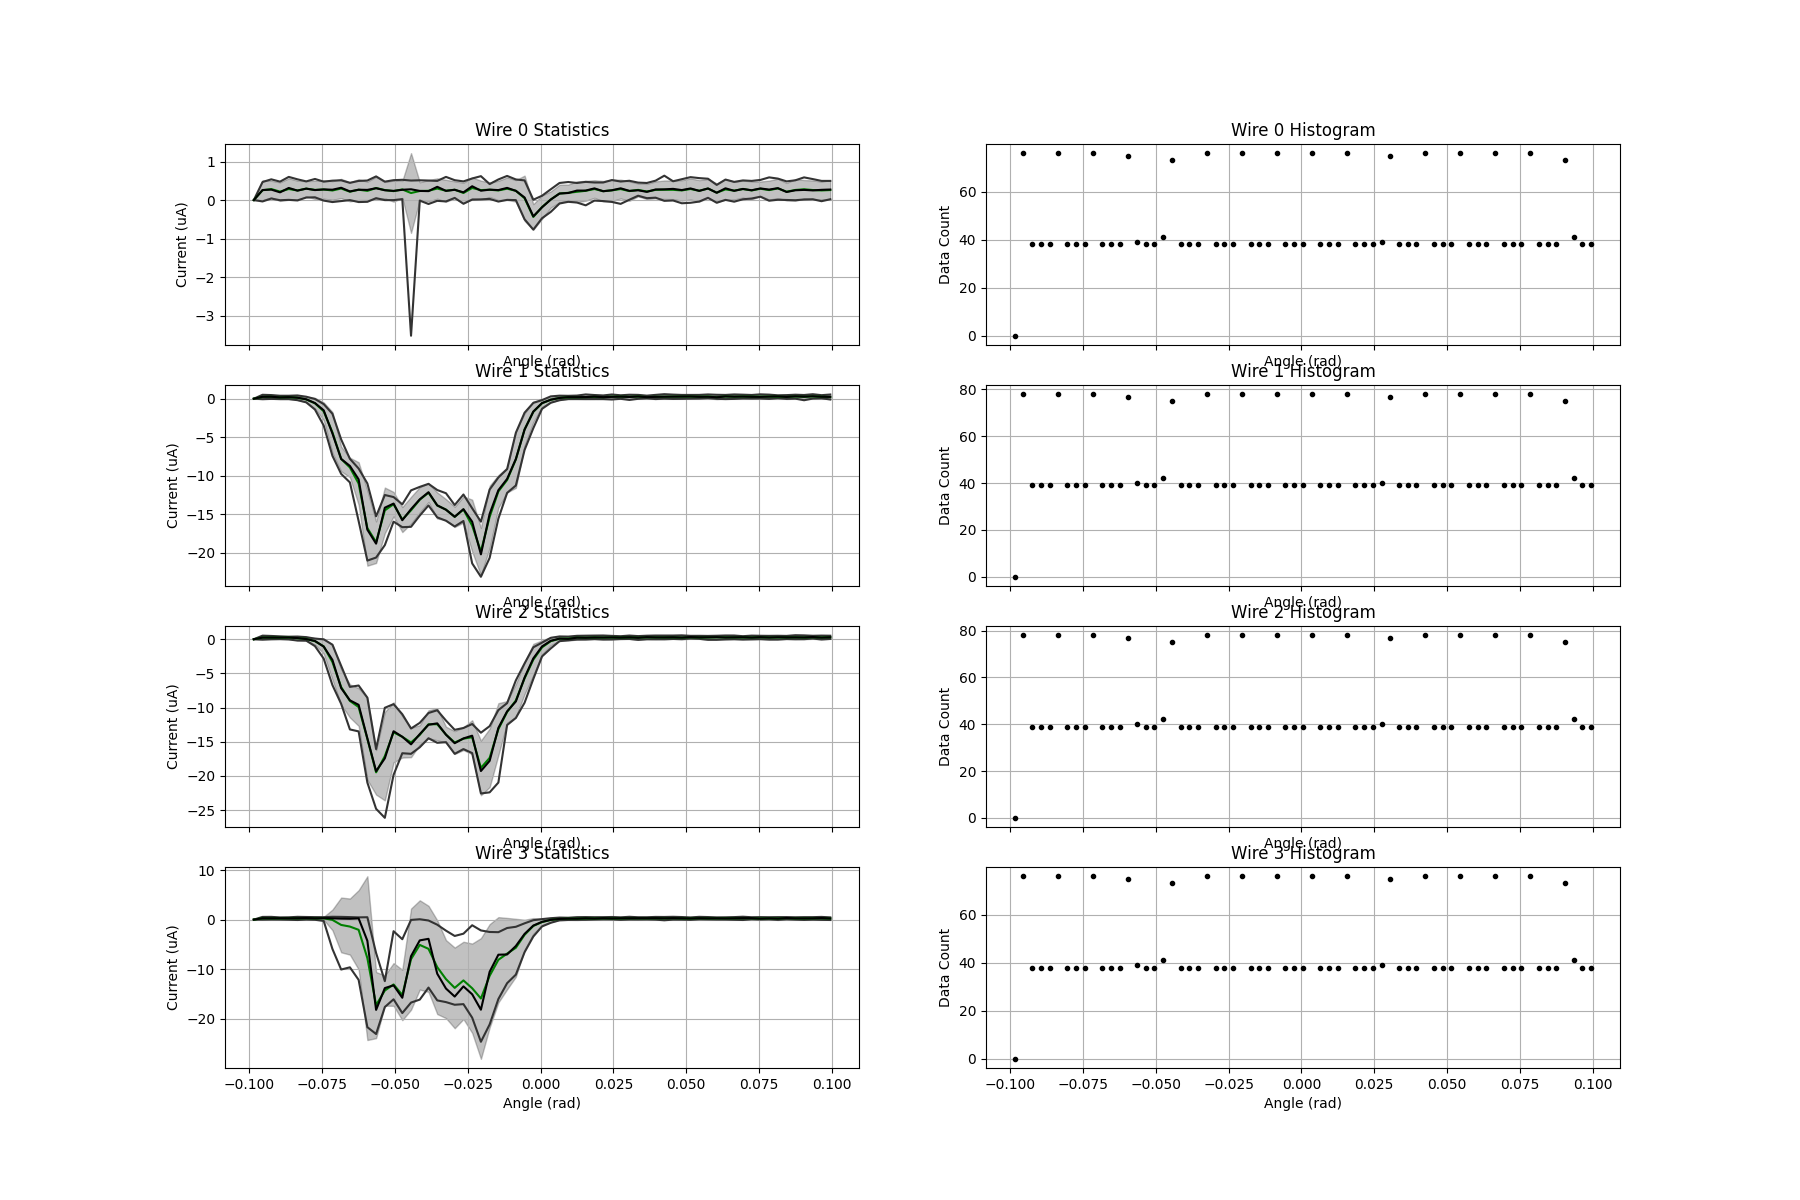 Wire 0 Statistics
Current (uA)
1
0
−1
−2
−3
Angle (rad)
Wire 0 Histogram
Data Count
60
40
20
0
Angle (rad)
Wire 1 Statistics
Current (uA)
0
−5
−10
−15
−20
Angle (rad)
Wire 1 Histogram
Data Count
80
60
40
20
0
Angle (rad)
Wire 2 Statistics
Current (uA)
0
−5
−10
−15
−20
−25
Angle (rad)
Wire 2 Histogram
Data Count
80
60
40
20
0
Angle (rad)
Wire 3 Statistics
Current (uA)
10
0
−10
−20
−0.100 −0.075 −0.050 −0.025 0.000 0.025 0.050 0.075 0.100
Angle (rad)
Wire 3 Histogram
Data Count
60
40
20
0
−0.100 −0.075 −0.050 −0.025 0.000 0.025 0.050 0.075 0.100
Angle (rad)